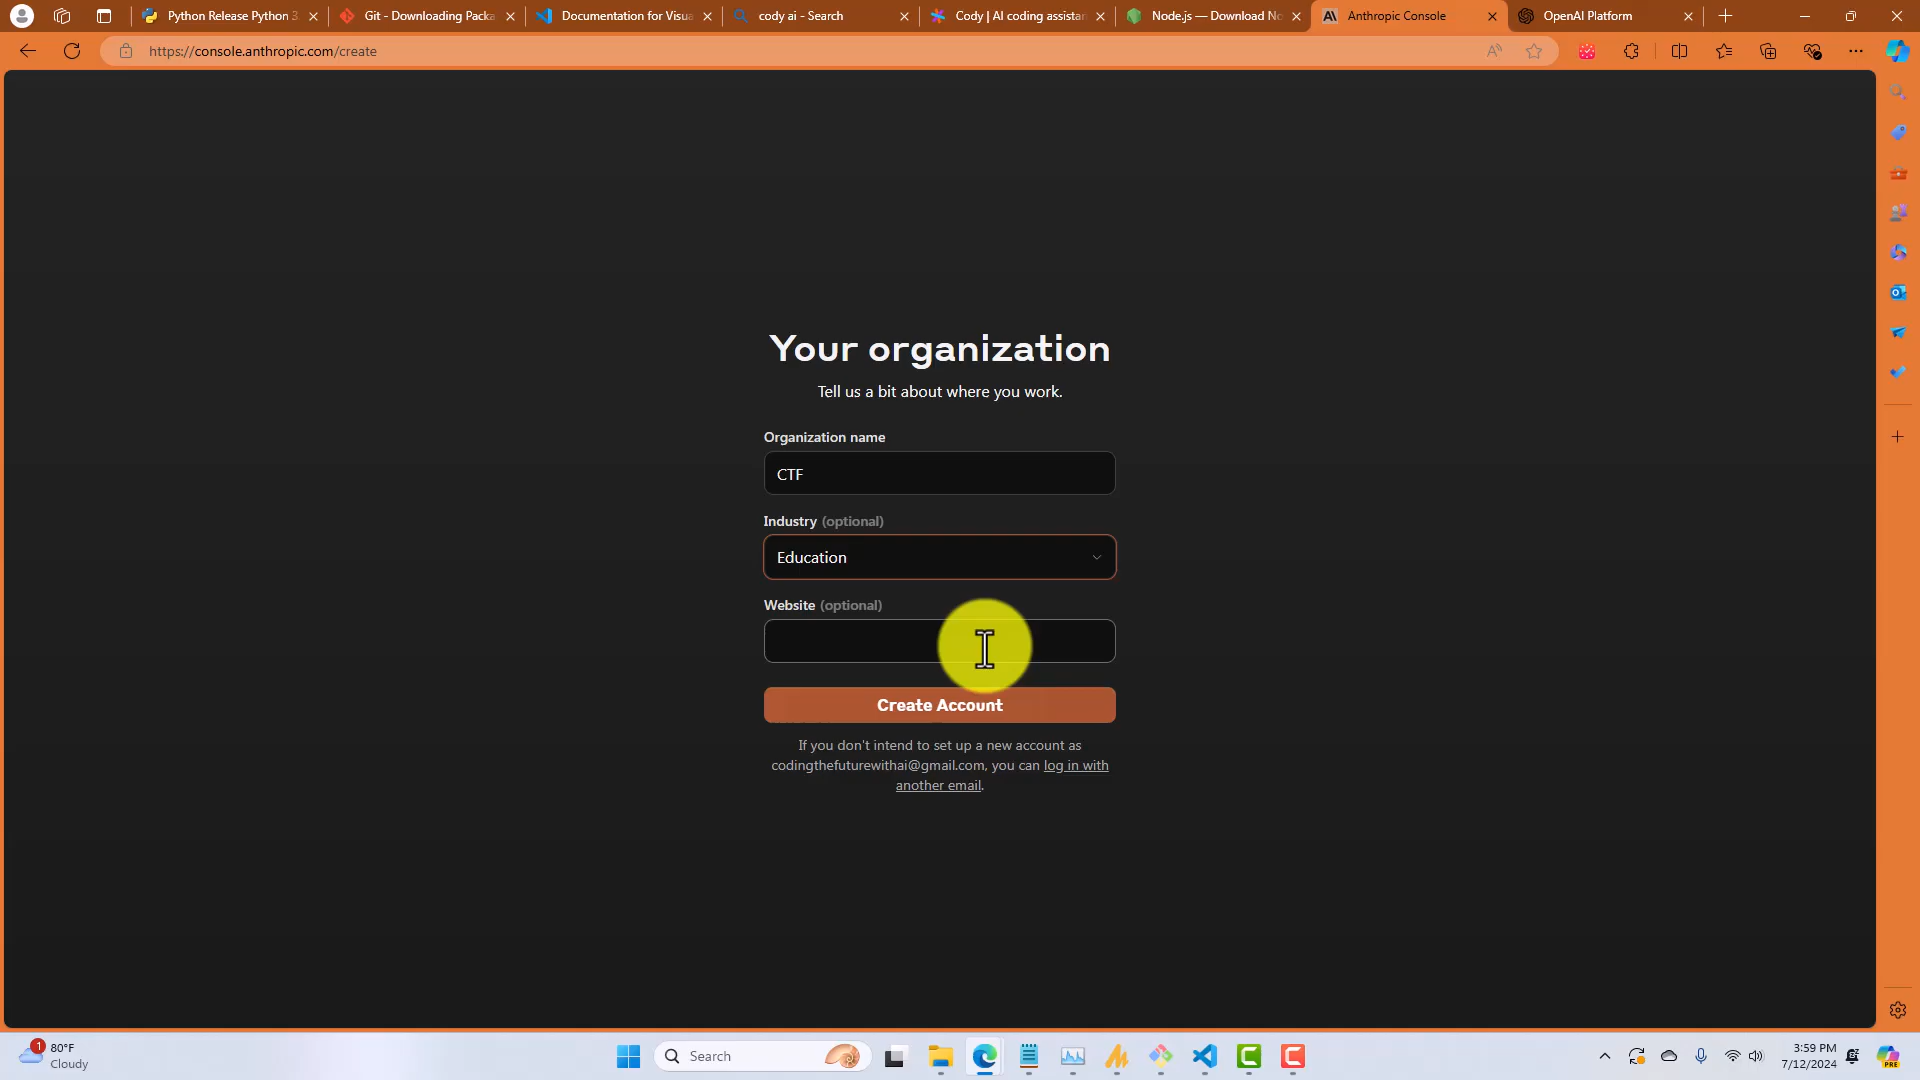 Python Release Python 3
Git - Downloading Packa
Documentation for Visua
cody ai - Search
Cody | AI coding assistan
Node.js — Download No
Anthropic Console
OpenAI Platform
https://console.anthropic.com/create
Your organization
Tell us a bit about where you work.
Organization name
CTF
Industry (optional)
Education
Website (optional)
Create Account
If you don't intend to set up a new account as
codingthefuturewithai@gmail.com, you can log in with
another email.
1
80°F
Cloudy
Search
3:59 PM
7/12/2024
PRE